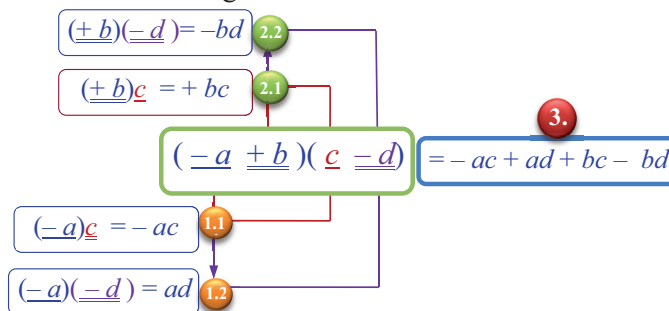 (+ b)(– d ) = –bd 2.2
(+ b)c = + bc 2.1
3.
( – a + b )( c – d) = – ac + ad + bc – bd
(– a)c = – ac 1.1
(– a)(– d ) = ad 1.2